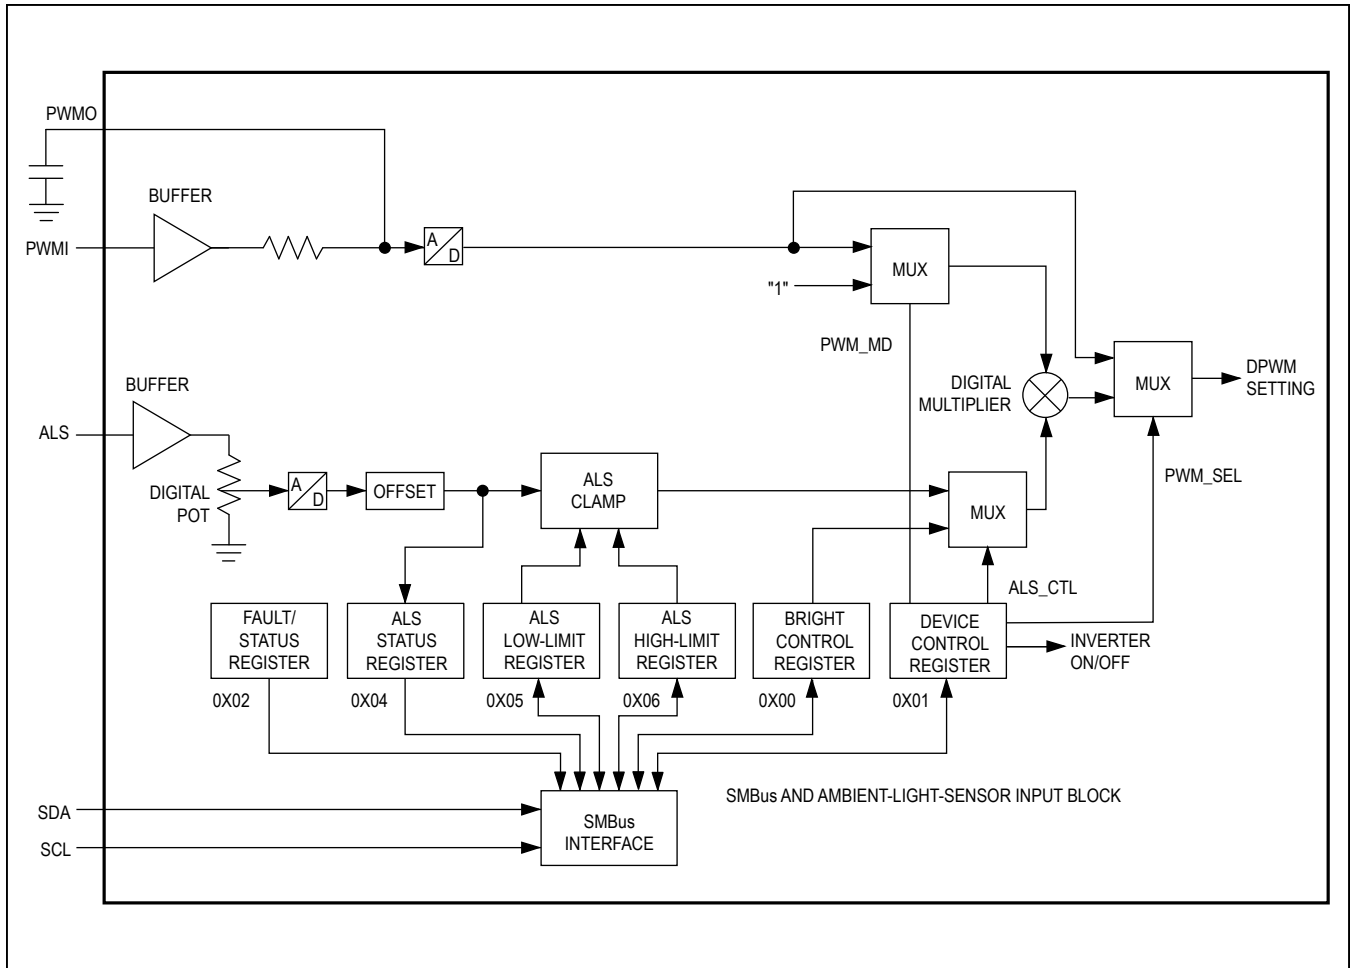 PWMO
BUFFER
PWMI
A
D
MUX
"1"
PWM_MD
BUFFER
DIGITAL
MULTIPLIER
MUX
DPWM
SETTING
ALS
DIGITAL
POT
A
D
OFFSET
ALS
CLAMP
MUX
PWM_SEL
ALS_CTL
FAULT/
STATUS
REGISTER
ALS
STATUS
REGISTER
ALS
LOW-LIMIT
REGISTER
ALS
HIGH-LIMIT
REGISTER
BRIGHT
CONTROL
REGISTER
DEVICE
CONTROL
REGISTER
INVERTER
ON/OFF
0X02
0X04
0X05
0X06
0X00
0X01
SDA
SCL
SMBus
INTERFACE
SMBus AND AMBIENT-LIGHT-SENSOR INPUT BLOCK